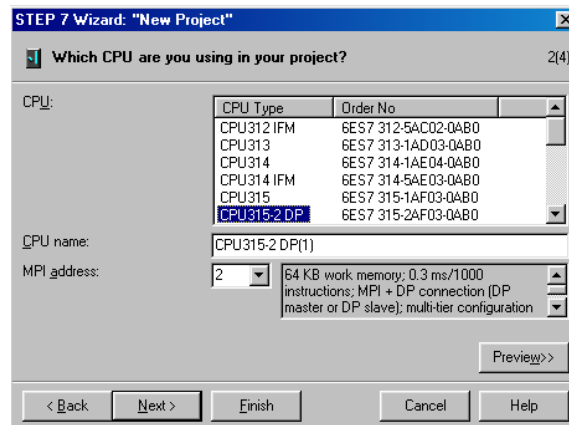 STEP 7 Wizard: "New Project"
Which CPU are you using in your project?
2(4)
CPU:
CPU Type Order No
CPU312 IFM 6ES7 312-5AC02-0AB0
CPU313 6ES7 313-1AD03-0AB0
CPU314 6ES7 314-1AE04-0AB0
CPU314 IFM 6ES7 314-5AE03-0AB0
CPU315 6ES7 315-1AF03-0AB0
CPU315-2 DP 6ES7 315-2AF03-0AB0
CPU name:
CPU315-2 DP(1)
MPI address:
2
64 KB work memory; 0.3 ms/1000
instructions; MPI + DP connection (DP
master or DP slave); multi-tier configuration
Preview>>
< Back Next > Finish Cancel Help